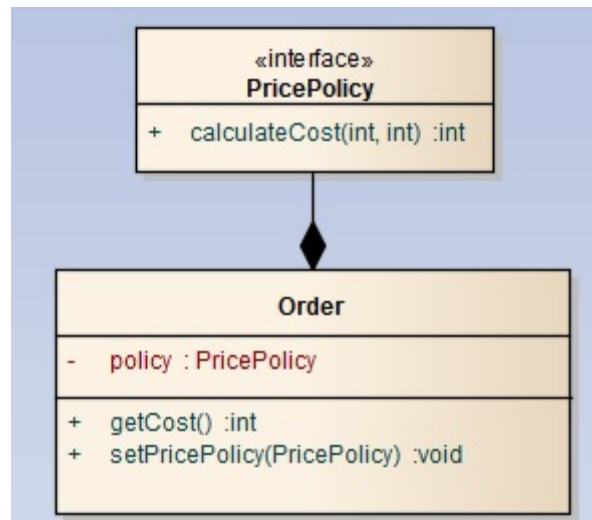 «interface»
PricePolicy
+ calculateCost(int, int) :int
Order
- policy : PricePolicy
+ getCost() :int
+ setPricePolicy(PricePolicy) :void